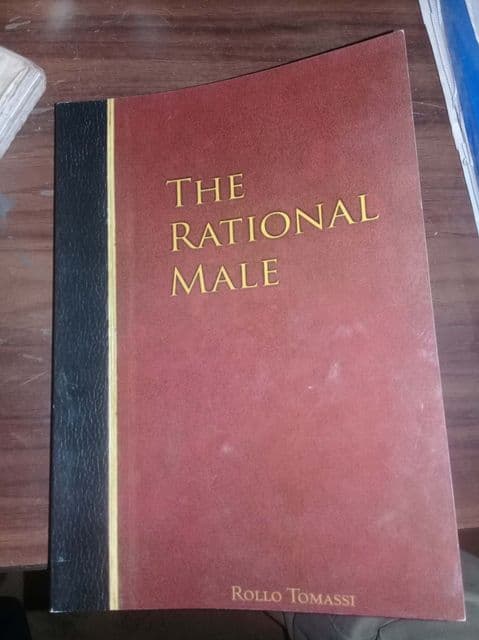 THE
RATIONAL
MALE
ROLLO TOMASSI